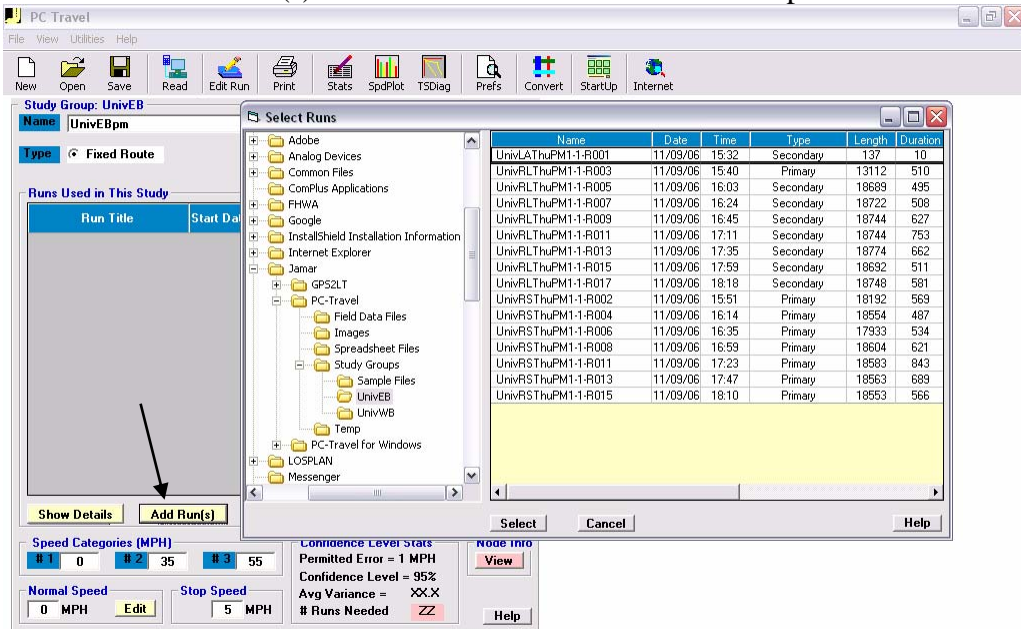 PC Travel
File View Utilities Help
New Open Save Read Edit Run Print Stats SpdPlot TSDiag Prefs Convert StartUp Internet
Study Group: UnivEB
Name UnivEBpm
Type Fixed Route
Runs Used in This Study
Run Title Start Dat
Show Details Add Run(s)
Select Runs
Adobe
Analog Devices
Common Files
ComPlus Applications
FHWA
Google
InstallShield Installation Information
Internet Explorer
Jamar
GPS2LT
PC-Travel
Field Data Files
Images
Spreadsheet Files
Study Groups
Sample Files
UnivEB
UnivWB
Temp
PC-Travel for Windows
LOSPLAN
Messenger
Name Date Time Type Length Duration
UnivLAThuPM1-1-R001 11/09/06 15:32 Secondary 137 10
UnivRLThuPM1-1-R003 11/09/06 15:40 Primary 13112 510
UnivRLThuPM1-1-R005 11/09/06 16:03 Secondary 18689 495
UnivRLThuPM1-1-R007 11/09/06 16:24 Secondary 18722 508
UnivRLThuPM1-1-R009 11/09/06 16:45 Secondary 18744 627
UnivRLThuPM1-1-R011 11/09/06 17:11 Secondary 18744 753
UnivRLThuPM1-1-R013 11/09/06 17:35 Secondary 18774 662
UnivRLThuPM1-1-R015 11/09/06 17:59 Secondary 18692 511
UnivRLThuPM1-1-R017 11/09/06 18:18 Secondary 18748 581
UnivRSThuPM1-1-R002 11/09/06 15:51 Primary 18192 569
UnivRSThuPM1-1-R004 11/09/06 16:14 Primary 18554 487
UnivRSThuPM1-1-R006 11/09/06 16:35 Primary 17933 534
UnivRSThuPM1-1-R008 11/09/06 16:59 Primary 18604 621
UnivRSThuPM1-1-R011 11/09/06 17:23 Primary 18583 843
UnivRSThuPM1-1-R013 11/09/06 17:47 Primary 18563 689
UnivRSThuPM1-1-R015 11/09/06 18:10 Primary 18553 566
Select Cancel Help
Speed Categories (MPH)
# 1 0 # 2 35 # 3 55
Normal Speed
0 MPH Edit
Stop Speed
5 MPH
Confidence Level Stats
Permitted Error = 1 MPH
Confidence Level = 95%
Avg Variance = XX.X
# Runs Needed ZZ
Node Info
View
Help